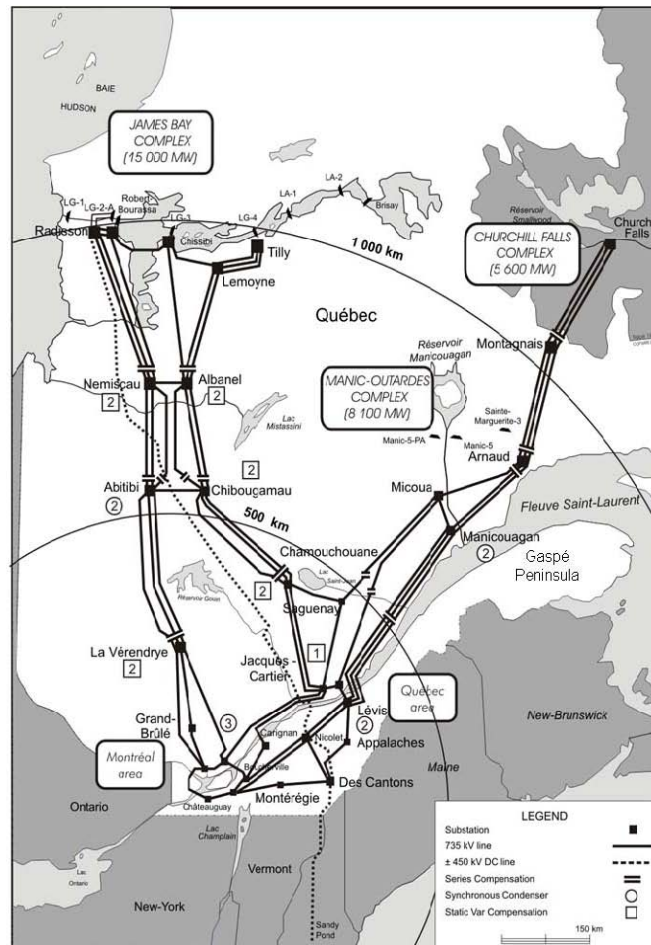 BAIE
HUDSON
JAMES BAY
COMPLEX
(15 000 MW)
LG-1
LG-2-A
Robert-
Bourassa
LG-3
Chissibi
LG-4
LA-1
LA-2
Brisay
Radisson
Tilly
Lemoyne
1 000 km
Réservoir
Smallwood
Church
Falls
CHURCHILL FALLS
COMPLEX
(5 600 MW)
Québec
Montagnais
Réservoir
Manicouagan
Nemiscau
Albanel
2
2
MANIC-OUTARDES
COMPLEX
(8 100 MW)
Lac
Mistassini
Sainte-
Marguerite-3
Manic-5-PA
Manic-5
Arnaud
2
Abitibi
Chibougamau
Micoua
2
500 km
Fleuve Saint-Laurent
Chamouchouane
Manicouagan
2
Gaspé
Peninsula
Lac
Saint-Jean
Réservoir Gouin
2
Saguenay
La Vérendrye
2
1
Jacques-
Cartier
Québec
area
Lévis
2
Grand-
Brûlé
3
Carignan
Nicolet
Appalaches
New-Brunswick
Montréal
area
Boucherville
Des Cantons
Maine
Montérégie
Châteauguay
Ontario
Lac
Champlain
Lac
Ontario
Vermont
New-York
Sandy
Pond
LEGEND
Substation
735 kV line
± 450 kV DC line
Series Compensation
Synchronous Condenser
Static Var Compensation
150 km